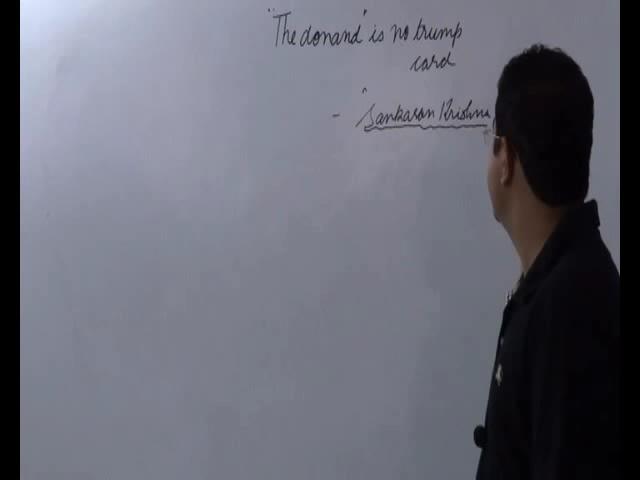 "The donand" is no trump
card
- "Sankaran Krishna